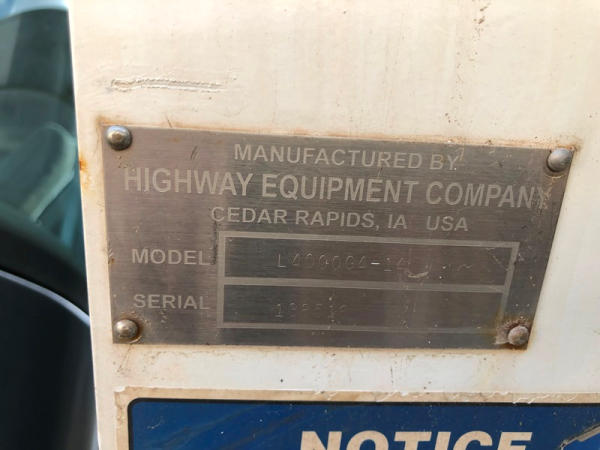 MANUFACTURED BY
HIGHWAY EQUIPMENT COMPANY
CEDAR RAPIDS, IA USA
MODEL
SERIAL
NOTICE